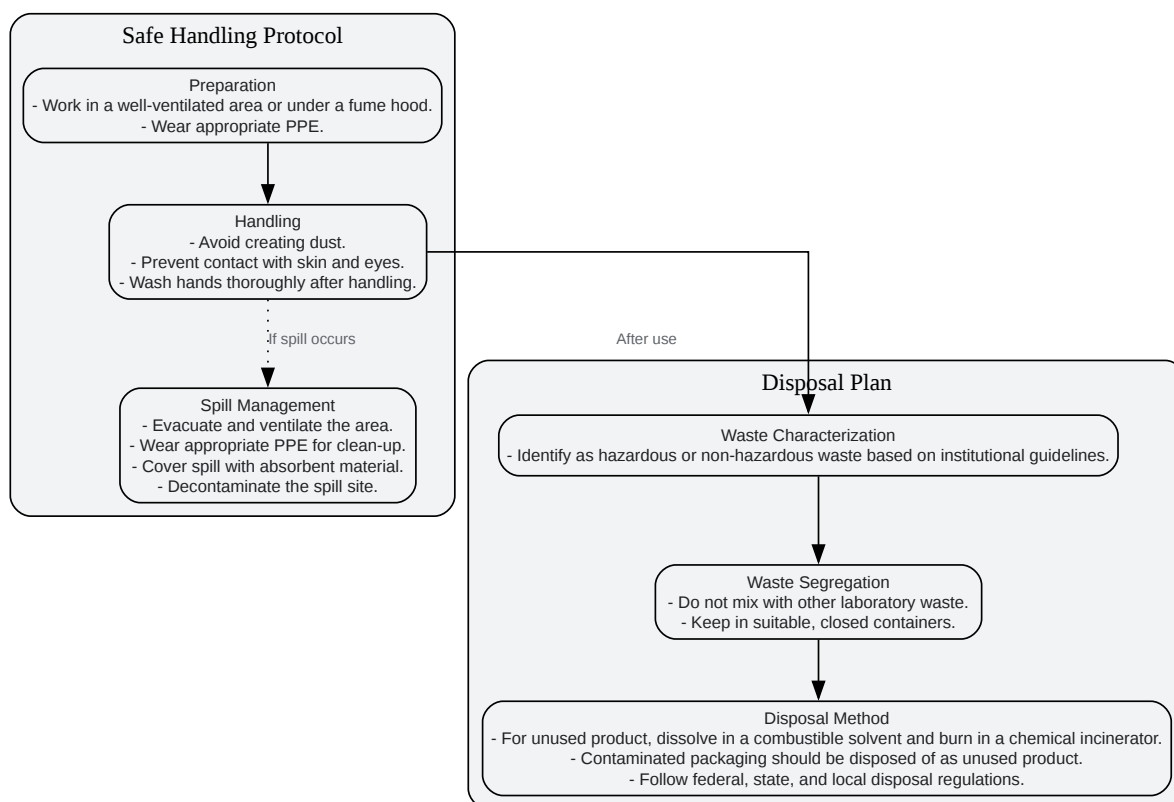 Safe Handling Protocol
Preparation
- Work in a well-ventilated area or under a fume hood.
- Wear appropriate PPE.
Handling
- Avoid creating dust.
- Prevent contact with skin and eyes.
- Wash hands thoroughly after handling.
If spill occurs
Spill Management
- Evacuate and ventilate the area.
- Wear appropriate PPE for clean-up.
- Cover spill with absorbent material.
- Decontaminate the spill site.
After use
Disposal Plan
Waste Characterization
- Identify as hazardous or non-hazardous waste based on institutional guidelines.
Waste Segregation
- Do not mix with other laboratory waste.
- Keep in suitable, closed containers.
Disposal Method
- For unused product, dissolve in a combustible solvent and burn in a chemical incinerator.
- Contaminated packaging should be disposed of as unused product.
- Follow federal, state, and local disposal regulations.